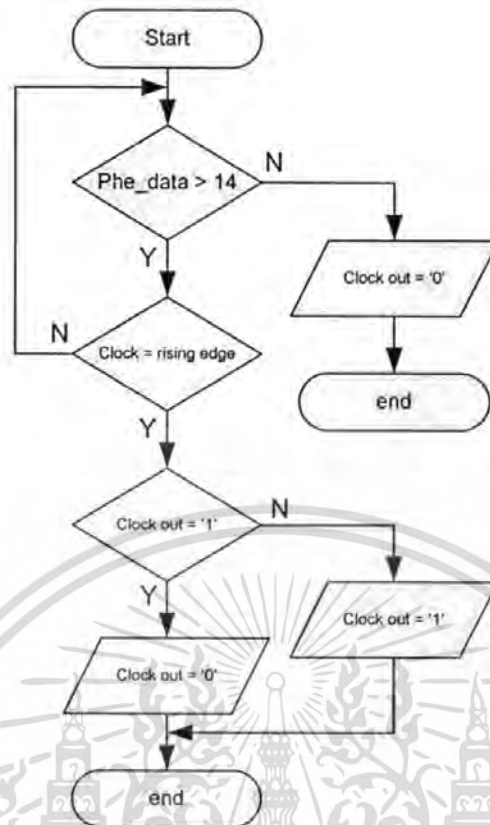 Start
Phe_data > 14
N
Y
Clock out = '0'
N
Clock = rising edge
end
Y
Clock out = '1'
N
Y
Clock out = '1'
Clock out = '0'
end